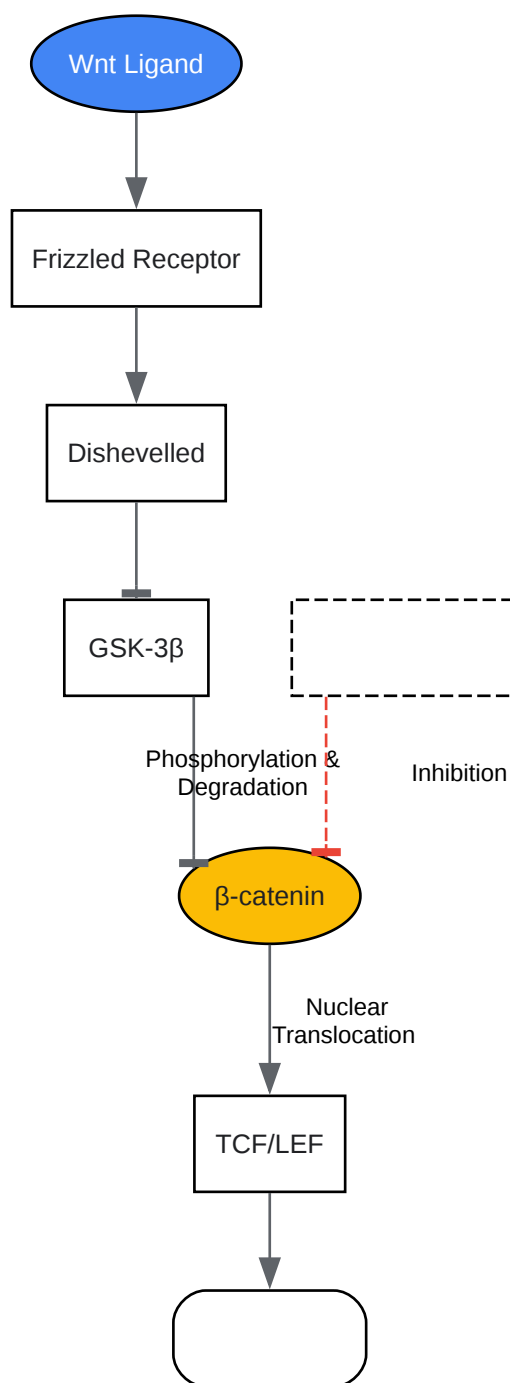 Wnt Ligand
Frizzled Receptor
Dishevelled
GSK-3β
Phosphorylation &
Degradation
Inhibition
β-catenin
Nuclear
Translocation
TCF/LEF